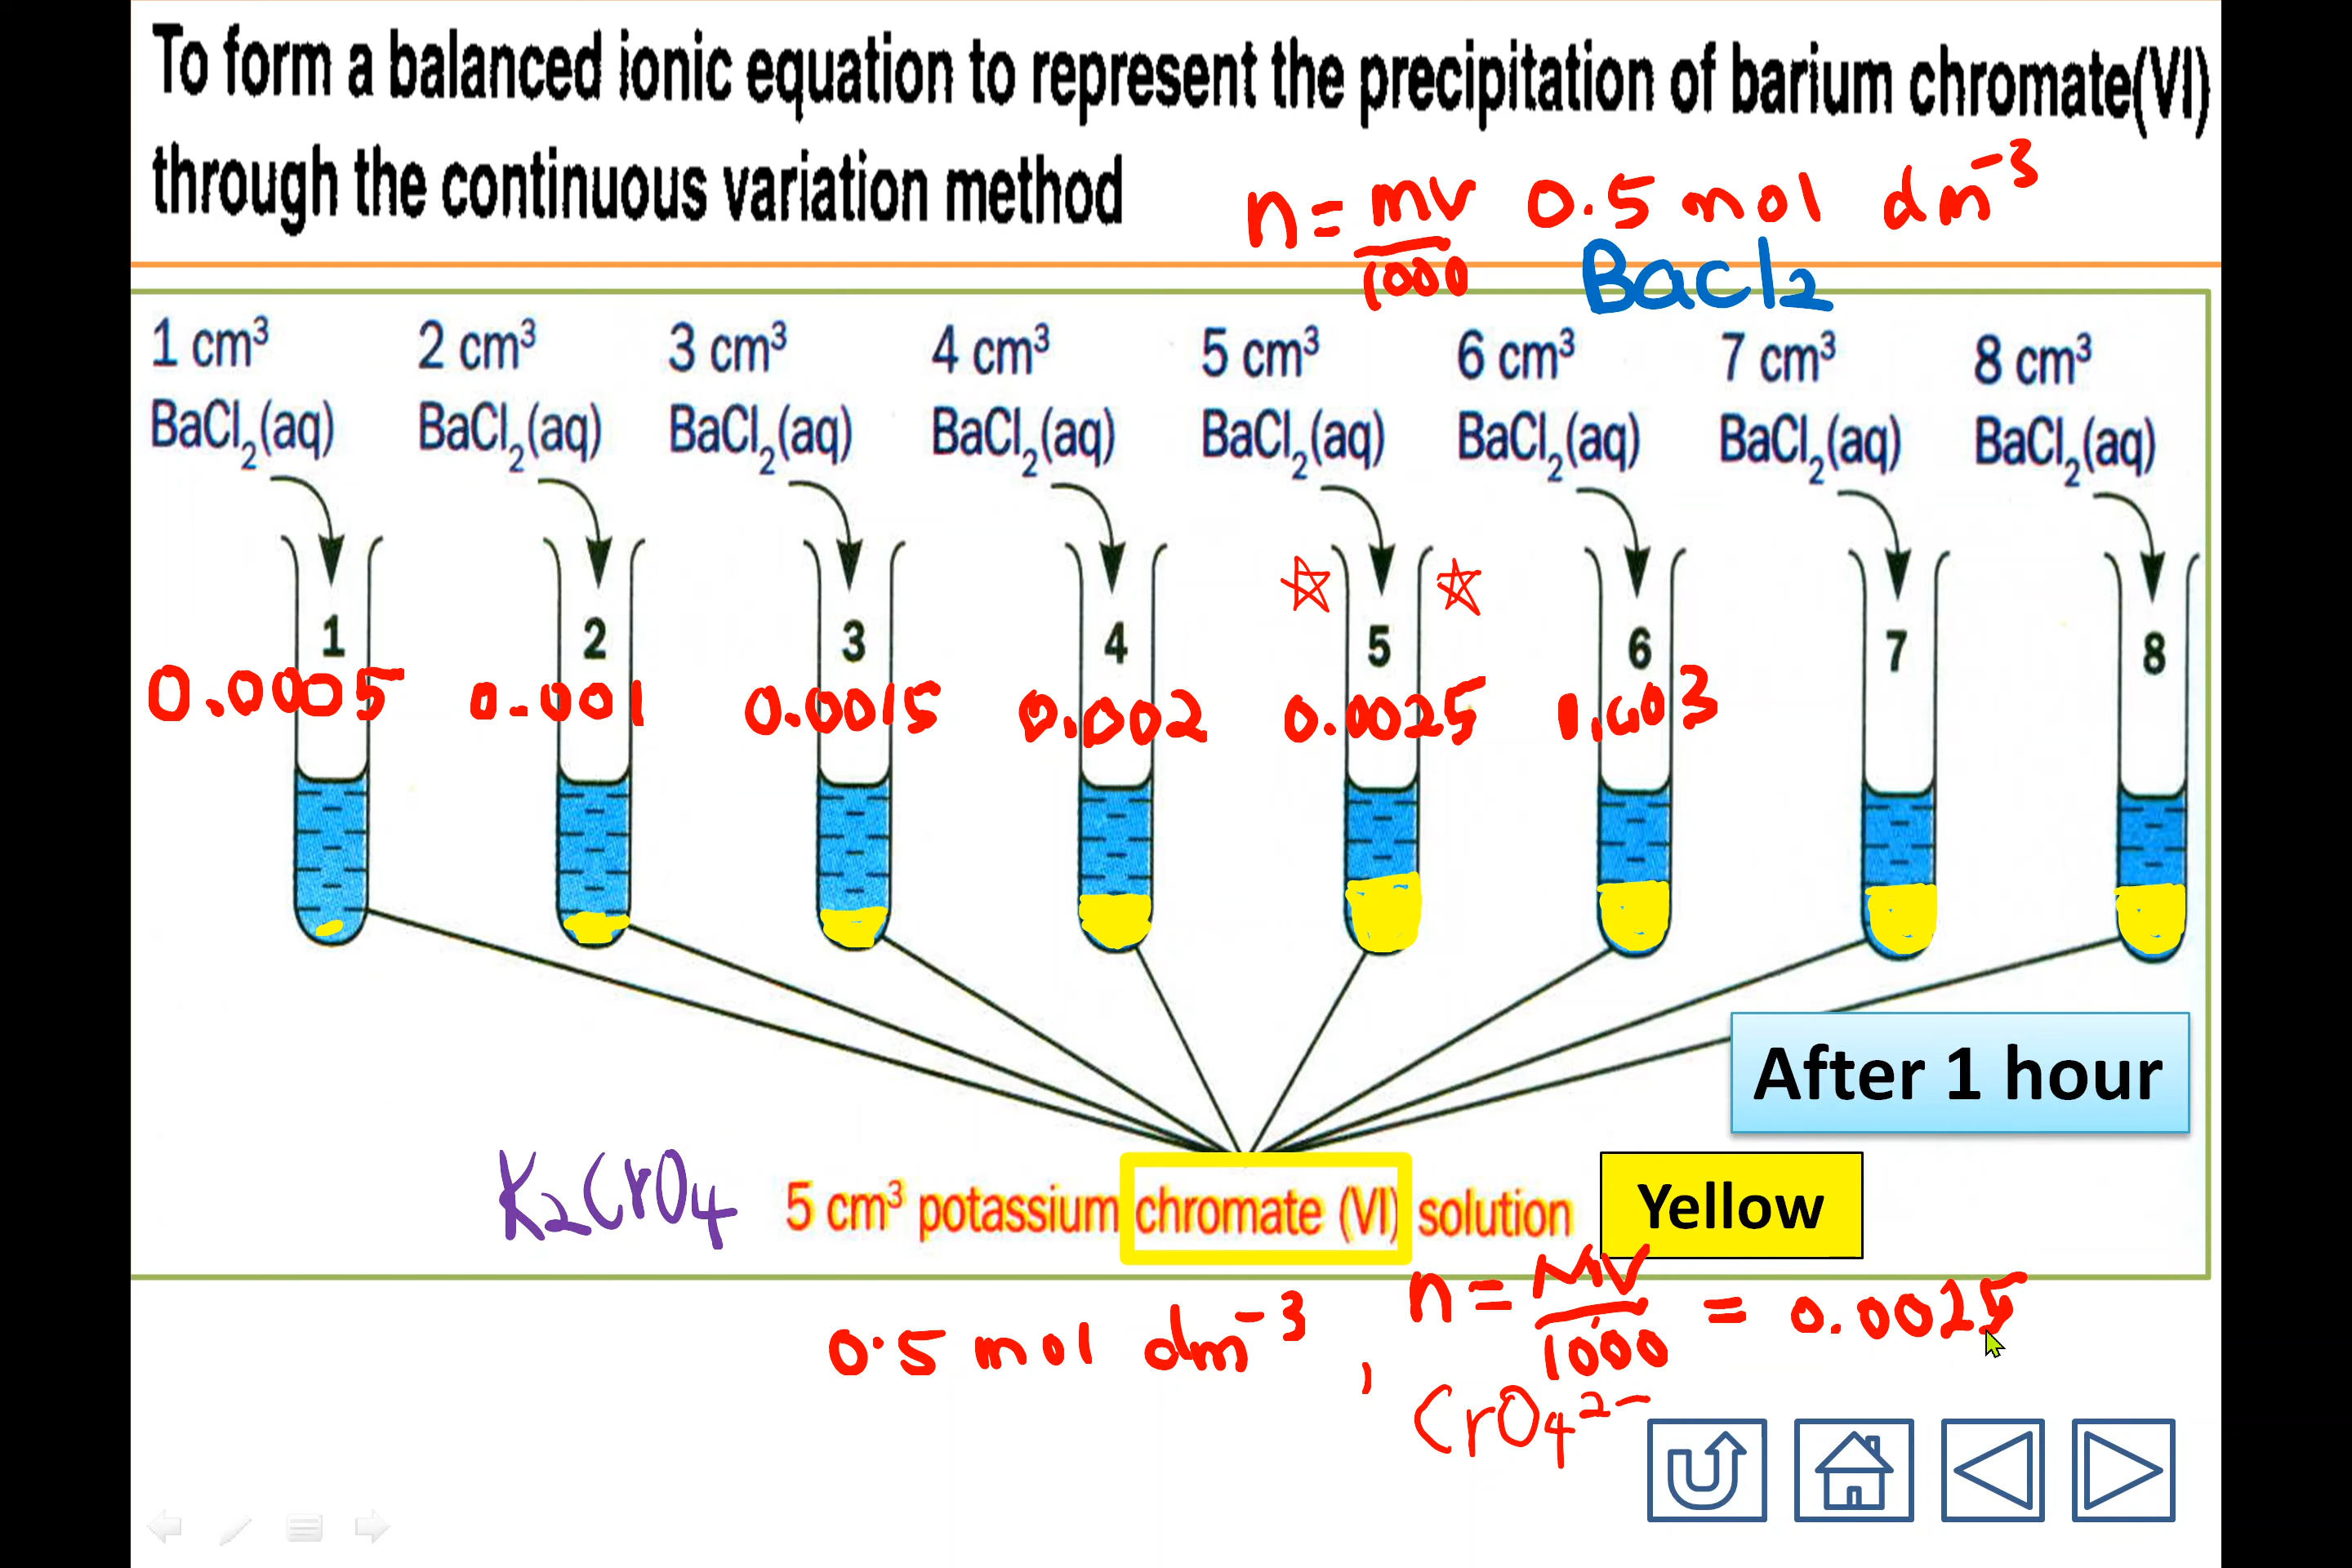 To form a balanced ionic equation to represent the precipitation of barium chromate(VI)
through the continuous variation method
n = mv/1000 0.5 mol dm⁻³
BaCl₂
1 cm³ 2 cm³ 3 cm³ 4 cm³ 5 cm³ 6 cm³ 7 cm³ 8 cm³
BaCl₂(aq) BaCl₂(aq) BaCl₂(aq) BaCl₂(aq) BaCl₂(aq) BaCl₂(aq) BaCl₂(aq) BaCl₂(aq)
1 2 3 4 5 6 7 8
0.0005 0.001 0.0015 0.002 0.0025 0.003
After 1 hour
K₂CrO₄ 5 cm³ potassium chromate (VI) solution Yellow
0.5 mol dm⁻³ , n = MV/1000 = 0.0025
CrO₄²⁻